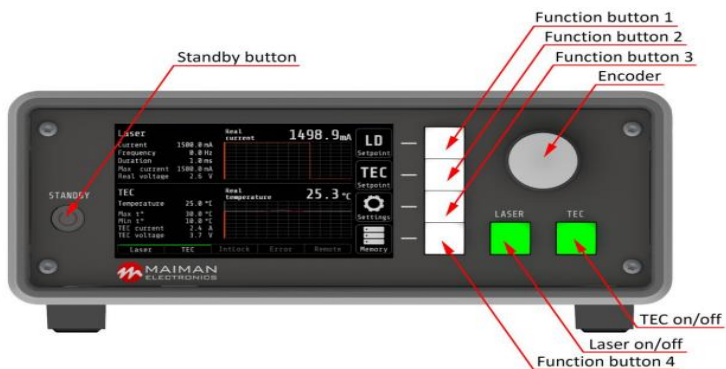 Function button 1
Function button 2
Function button 3
Encoder
Standby button
STANDBY
Laser
Current 1500.0 mA
Frequency 0.0 Hz
Duration 1.0 ms
Max current 1500.0 mA
Real voltage 2.6 V
Real current 1498.9 mA
LD
Setpoint
TEC
Temperature 25.0 °C
Max t° 30.0 °C
Min t° 10.0 °C
TEC current 2.4 A
TEC voltage 3.7 V
Real temperature 25.3 °C
TEC
Setpoint
Settings
Memory
Laser TEC IntLock Error Remote
LASER
TEC
MAIMAN
ELECTRONICS
TEC on/off
Laser on/off
Function button 4